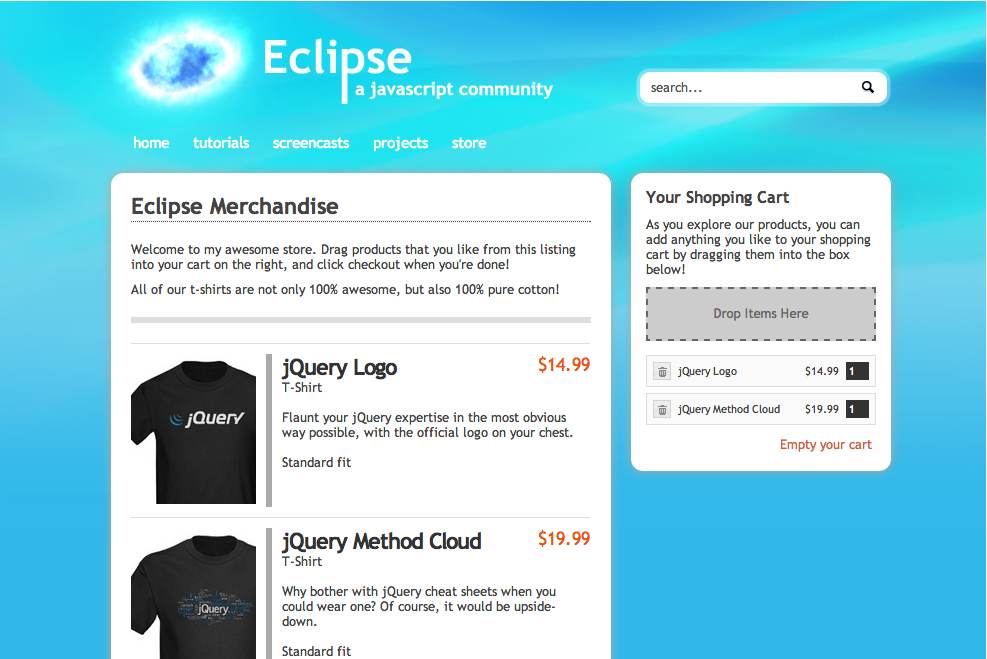 Eclipse
a javascript community
search...
home tutorials screencasts projects store
Eclipse Merchandise
Welcome to my awesome store. Drag products that you like from this listing
into your cart on the right, and click checkout when you're done!
All of our t-shirts are not only 100% awesome, but also 100% pure cotton!
jQuery
jQuery Logo $14.99
T-Shirt
Flaunt your jQuery expertise in the most obvious
way possible, with the official logo on your chest.
Standard fit
jQuery
jQuery Method Cloud $19.99
T-Shirt
Why bother with jQuery cheat sheets when you
could wear one? Of course, it would be upside-
down.
Standard fit
Your Shopping Cart
As you explore our products, you can
add anything you like to your shopping
cart by dragging them into the box
below!
Drop Items Here
jQuery Logo $14.99 1
jQuery Method Cloud $19.99 1
Empty your cart